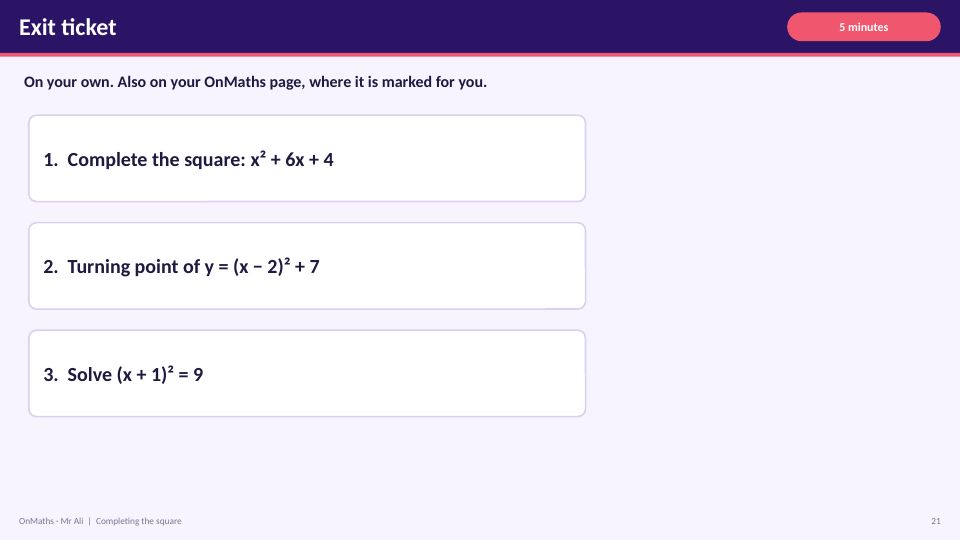 Exit ticket
5 minutes
On your own. Also on your OnMaths page, where it is marked for you.
1. Complete the square: x² + 6x + 4
2. Turning point of y = (x − 2)² + 7
3. Solve (x + 1)² = 9
OnMaths · Mr Ali | Completing the square
21